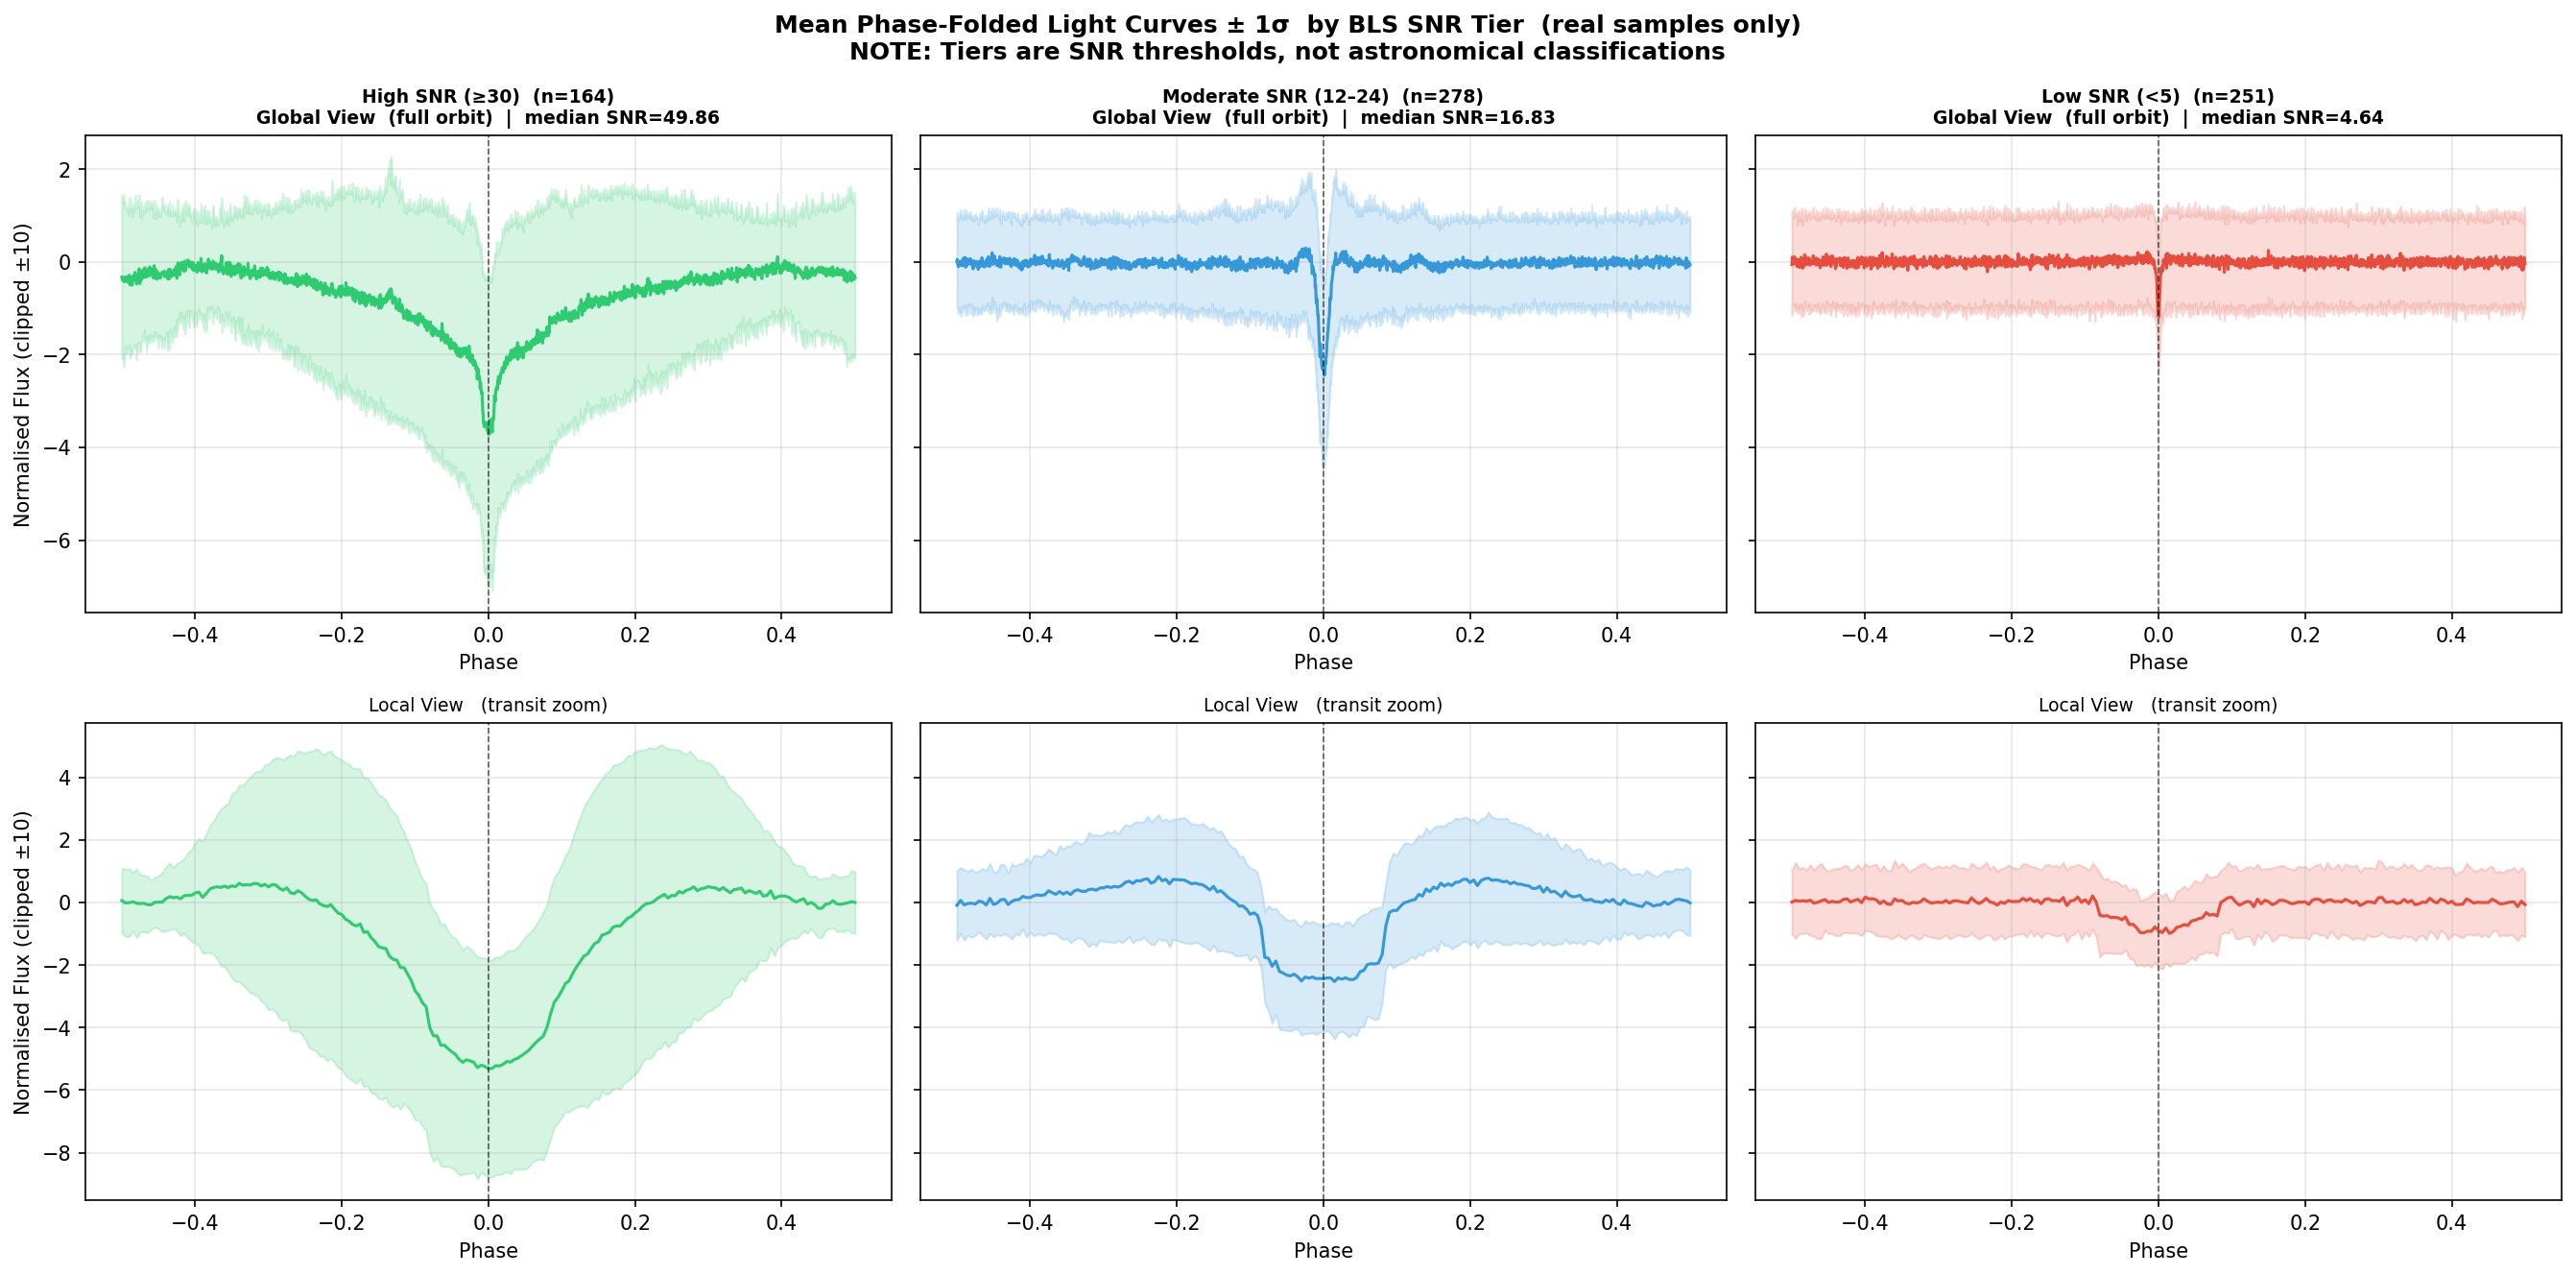 Mean Phase-Folded Light Curves ± 1σ  by BLS SNR Tier  (real samples only)
NOTE: Tiers are SNR thresholds, not astronomical classifications
High SNR (≥30)  (n=164)
Global View  (full orbit)  |  median SNR=49.86
Moderate SNR (12–24)  (n=278)
Global View  (full orbit)  |  median SNR=16.83
Low SNR (<5)  (n=251)
Global View  (full orbit)  |  median SNR=4.64
Normalised Flux (clipped ±10)
2
0
−2
−4
−6
−0.4 −0.2 0.0 0.2 0.4
Phase
−0.4 −0.2 0.0 0.2 0.4
Phase
−0.4 −0.2 0.0 0.2 0.4
Phase
Local View   (transit zoom)
Local View   (transit zoom)
Local View   (transit zoom)
Normalised Flux (clipped ±10)
4
2
0
−2
−4
−6
−8
−0.4 −0.2 0.0 0.2 0.4
Phase
−0.4 −0.2 0.0 0.2 0.4
Phase
−0.4 −0.2 0.0 0.2 0.4
Phase